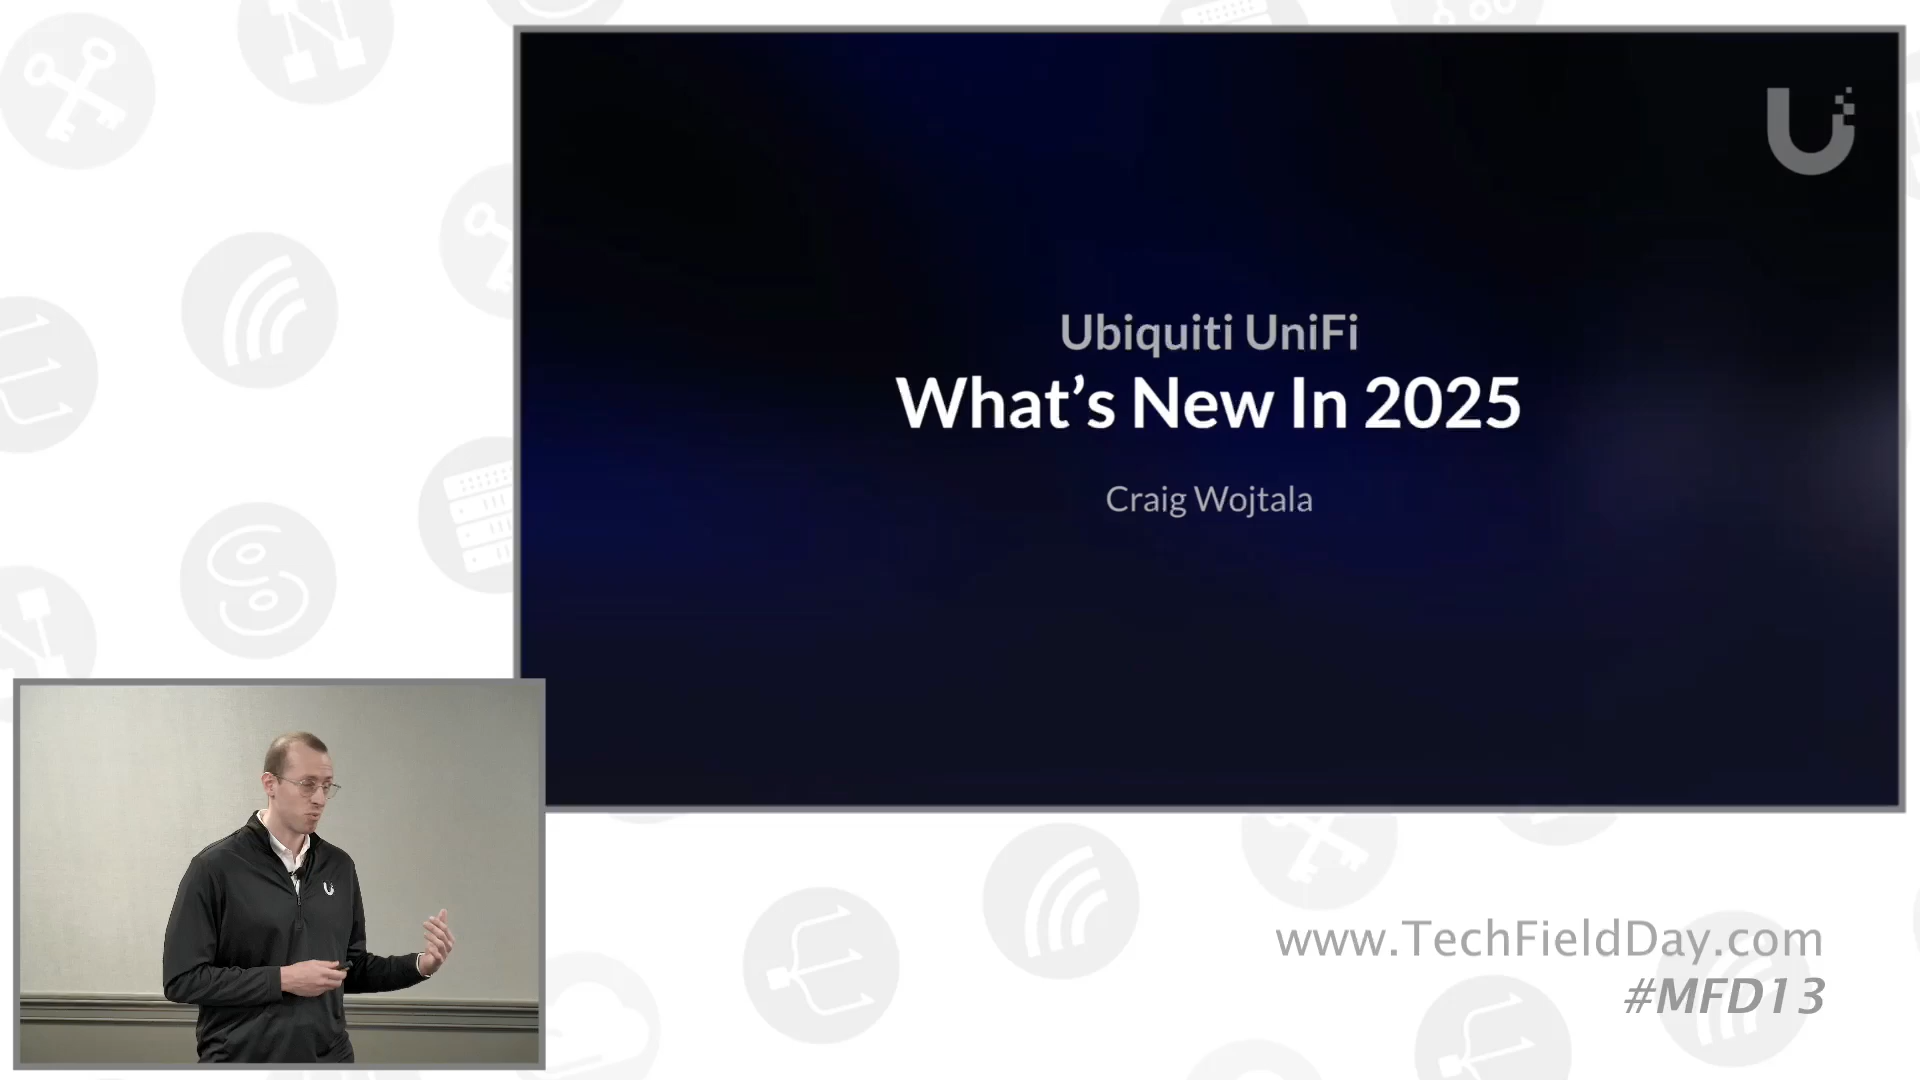 Ubiquiti UniFi
What's New In 2025
Craig Wojtala
www.TechFieldDay.com
#MFD13